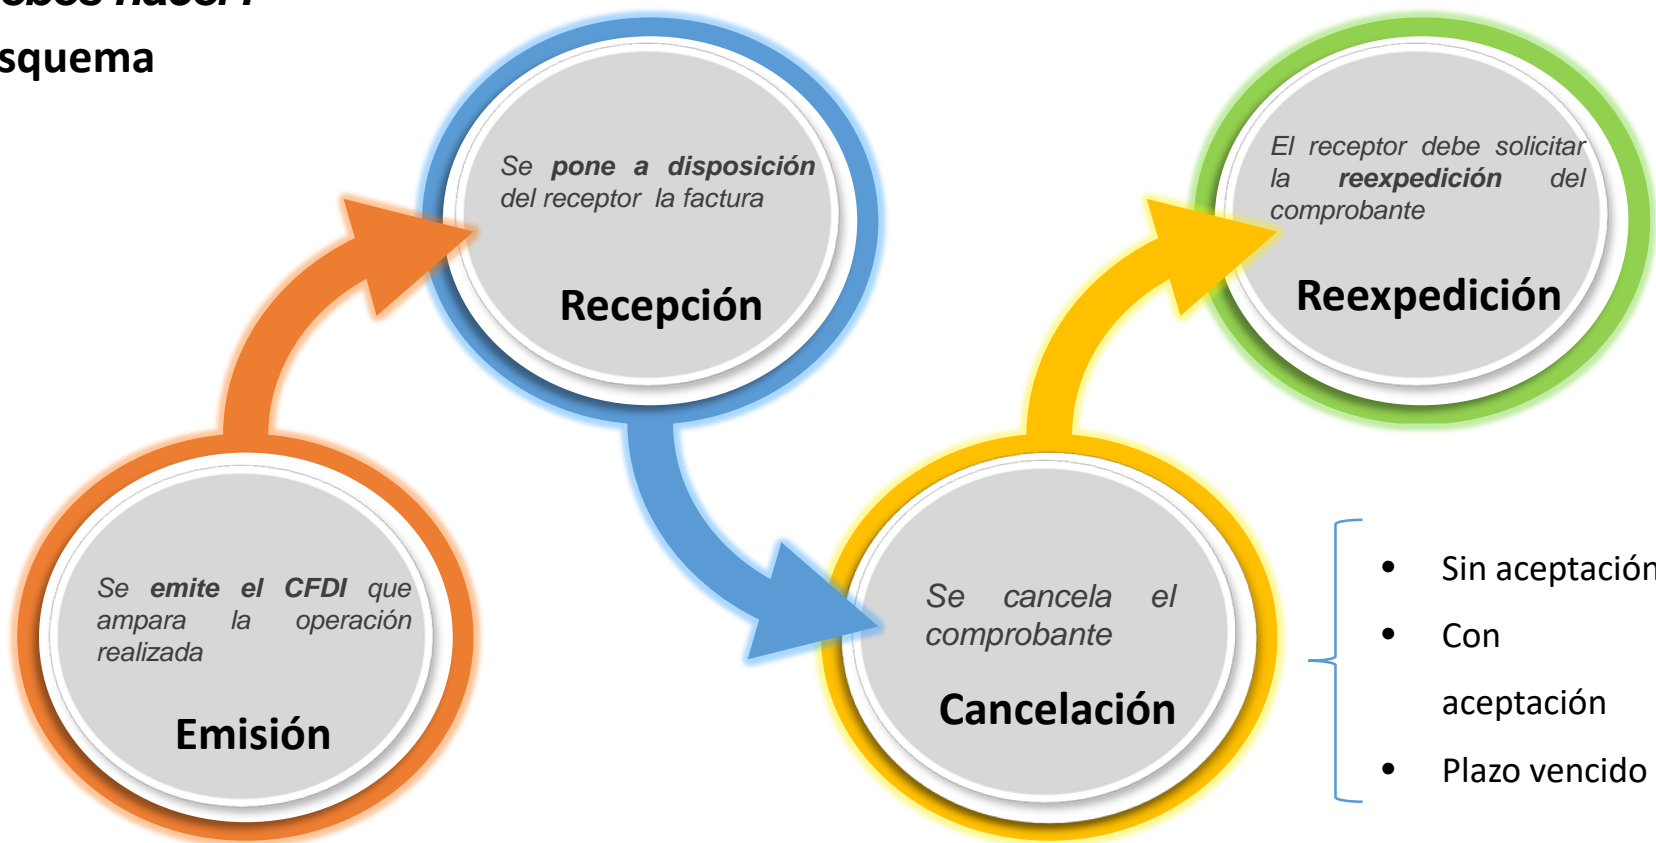 squema
Se pone a disposición
del receptor la factura
Recepción
El receptor debe solicitar
la reexpedición del
comprobante
Reexpedición
Se emite el CFDI que
ampara la operación
realizada
Emisión
Se cancela el
comprobante
Cancelación
• Sin aceptación
• Con
aceptación
• Plazo vencido